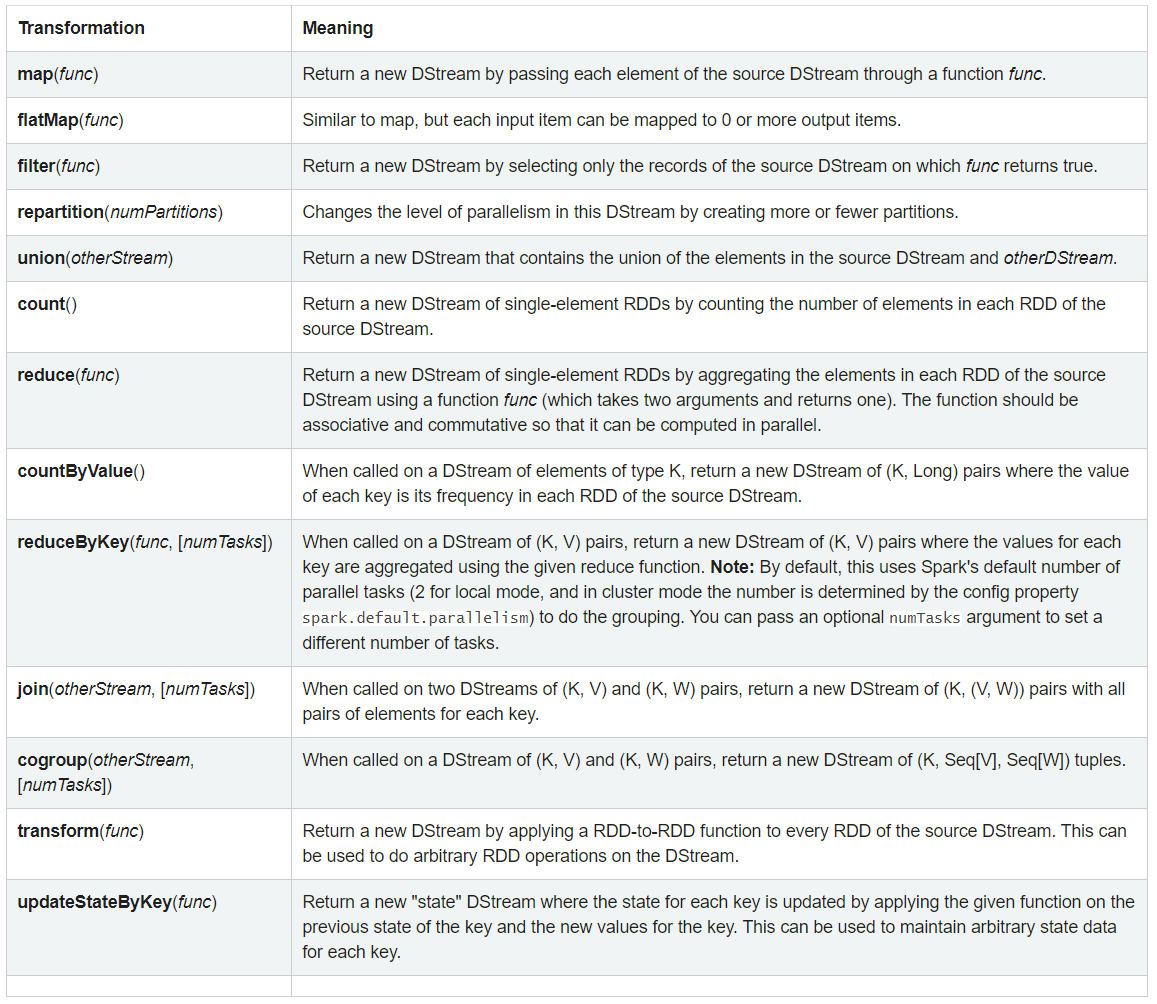 Transformation Meaning
map(func) Return a new DStream by passing each element of the source DStream through a function func.
flatMap(func) Similar to map, but each input item can be mapped to 0 or more output items.
filter(func) Return a new DStream by selecting only the records of the source DStream on which func returns true.
repartition(numPartitions) Changes the level of parallelism in this DStream by creating more or fewer partitions.
union(otherStream) Return a new DStream that contains the union of the elements in the source DStream and otherDStream.
count() Return a new DStream of single-element RDDs by counting the number of elements in each RDD of the
source DStream.
reduce(func) Return a new DStream of single-element RDDs by aggregating the elements in each RDD of the source
DStream using a function func (which takes two arguments and returns one). The function should be
associative and commutative so that it can be computed in parallel.
countByValue() When called on a DStream of elements of type K, return a new DStream of (K, Long) pairs where the value
of each key is its frequency in each RDD of the source DStream.
reduceByKey(func, [numTasks]) When called on a DStream of (K, V) pairs, return a new DStream of (K, V) pairs where the values for each
key are aggregated using the given reduce function. Note: By default, this uses Spark's default number of
parallel tasks (2 for local mode, and in cluster mode the number is determined by the config property
spark.default.parallelism) to do the grouping. You can pass an optional numTasks argument to set a
different number of tasks.
join(otherStream, [numTasks]) When called on two DStreams of (K, V) and (K, W) pairs, return a new DStream of (K, (V, W)) pairs with all
pairs of elements for each key.
cogroup(otherStream, When called on a DStream of (K, V) and (K, W) pairs, return a new DStream of (K, Seq[V], Seq[W]) tuples.
[numTasks])
transform(func) Return a new DStream by applying a RDD-to-RDD function to every RDD of the source DStream. This can
be used to do arbitrary RDD operations on the DStream.
updateStateByKey(func) Return a new "state" DStream where the state for each key is updated by applying the given function on the
previous state of the key and the new values for the key. This can be used to maintain arbitrary state data
for each key.